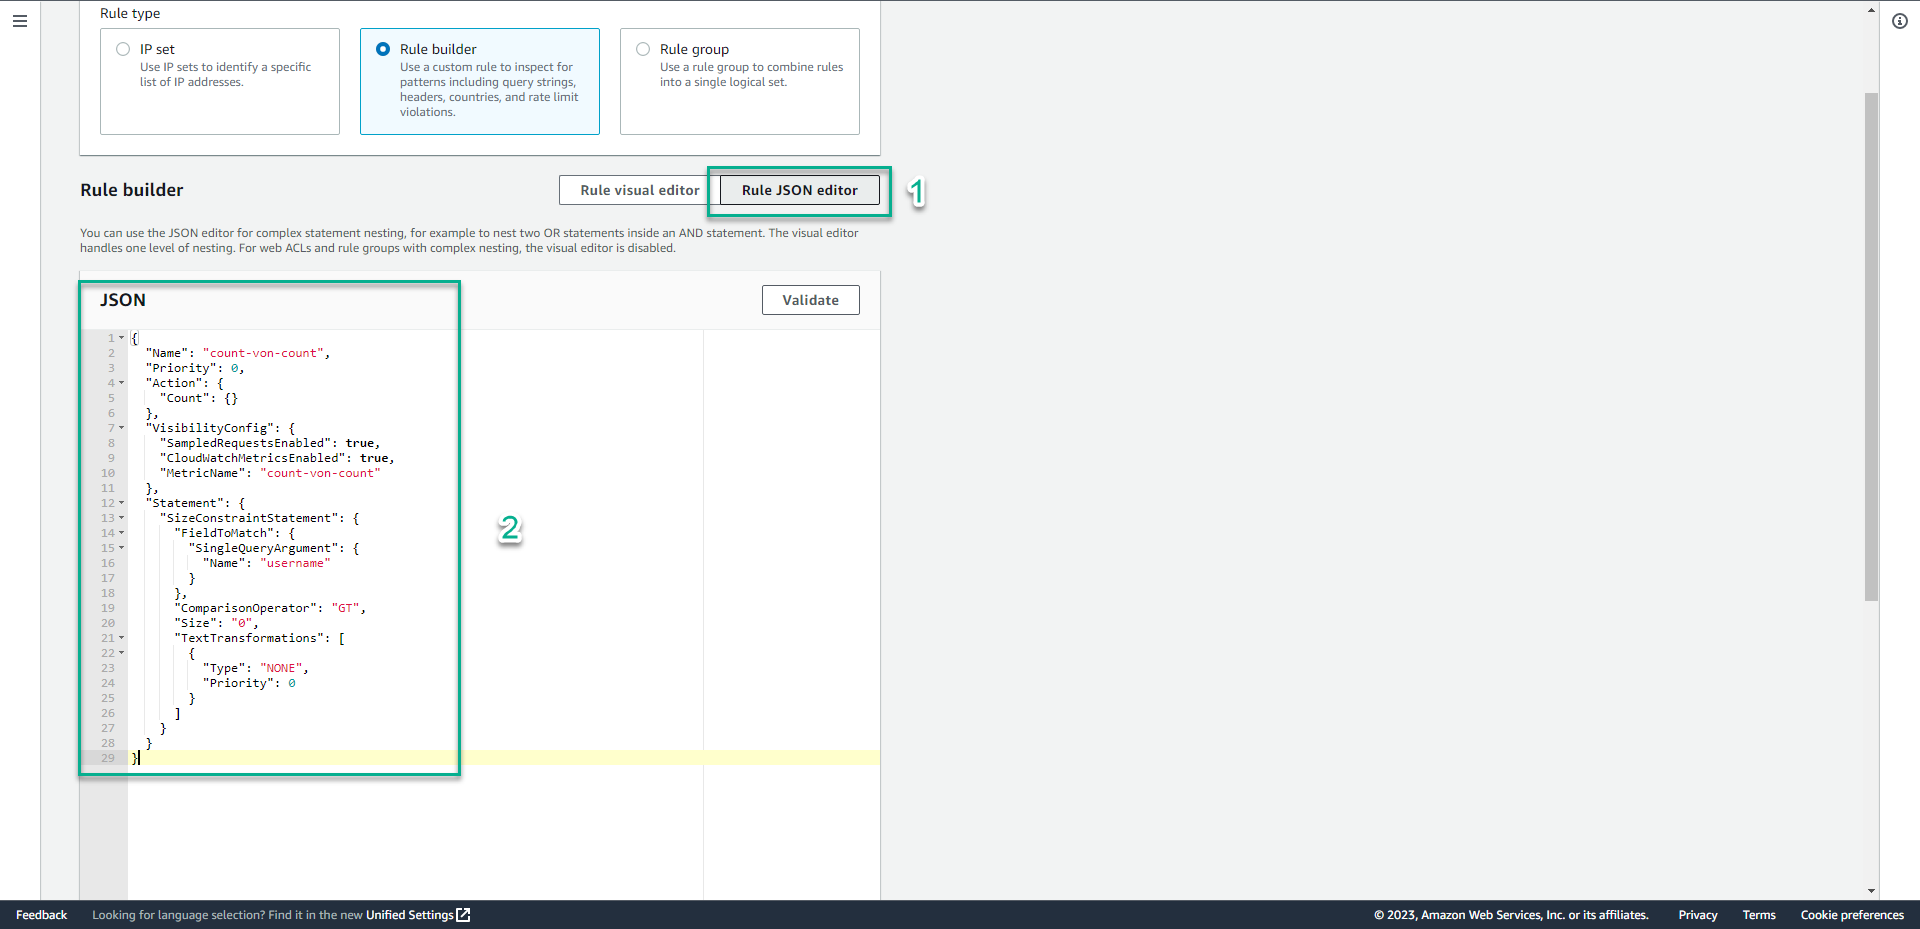 Rule type
IP set
Use IP sets to identify a specific
list of IP addresses.
Rule builder
Use a custom rule to inspect for
patterns including query strings,
headers, countries, and rate limit
violations.
Rule group
Use a rule group to combine rules
into a single logical set.
Rule builder
Rule visual editor
Rule JSON editor
1
You can use the JSON editor for complex statement nesting, for example to nest two OR statements inside an AND statement. The visual editor
handles one level of nesting. For web ACLs and rule groups with complex nesting, the visual editor is disabled.
JSON
Validate
1 {
2 "Name": "count-von-count",
3 "Priority": 0,
4 "Action": {
5 "Count": {}
6 },
7 "VisibilityConfig": {
8 "SampledRequestsEnabled": true,
9 "CloudWatchMetricsEnabled": true,
10 "MetricName": "count-von-count"
11 },
12 "Statement": {
13 "SizeConstraintStatement": {
14 "FieldToMatch": {
15 "SingleQueryArgument": {
16 "Name": "username"
17 }
18 },
19 "ComparisonOperator": "GT",
20 "Size": "0",
21 "TextTransformations": [
22 {
23 "Type": "NONE",
24 "Priority": 0
25 }
26 ]
27 }
28 }
29 }
2
Feedback
Looking for language selection? Find it in the new Unified Settings
© 2023, Amazon Web Services, Inc. or its affiliates.
Privacy
Terms
Cookie preferences